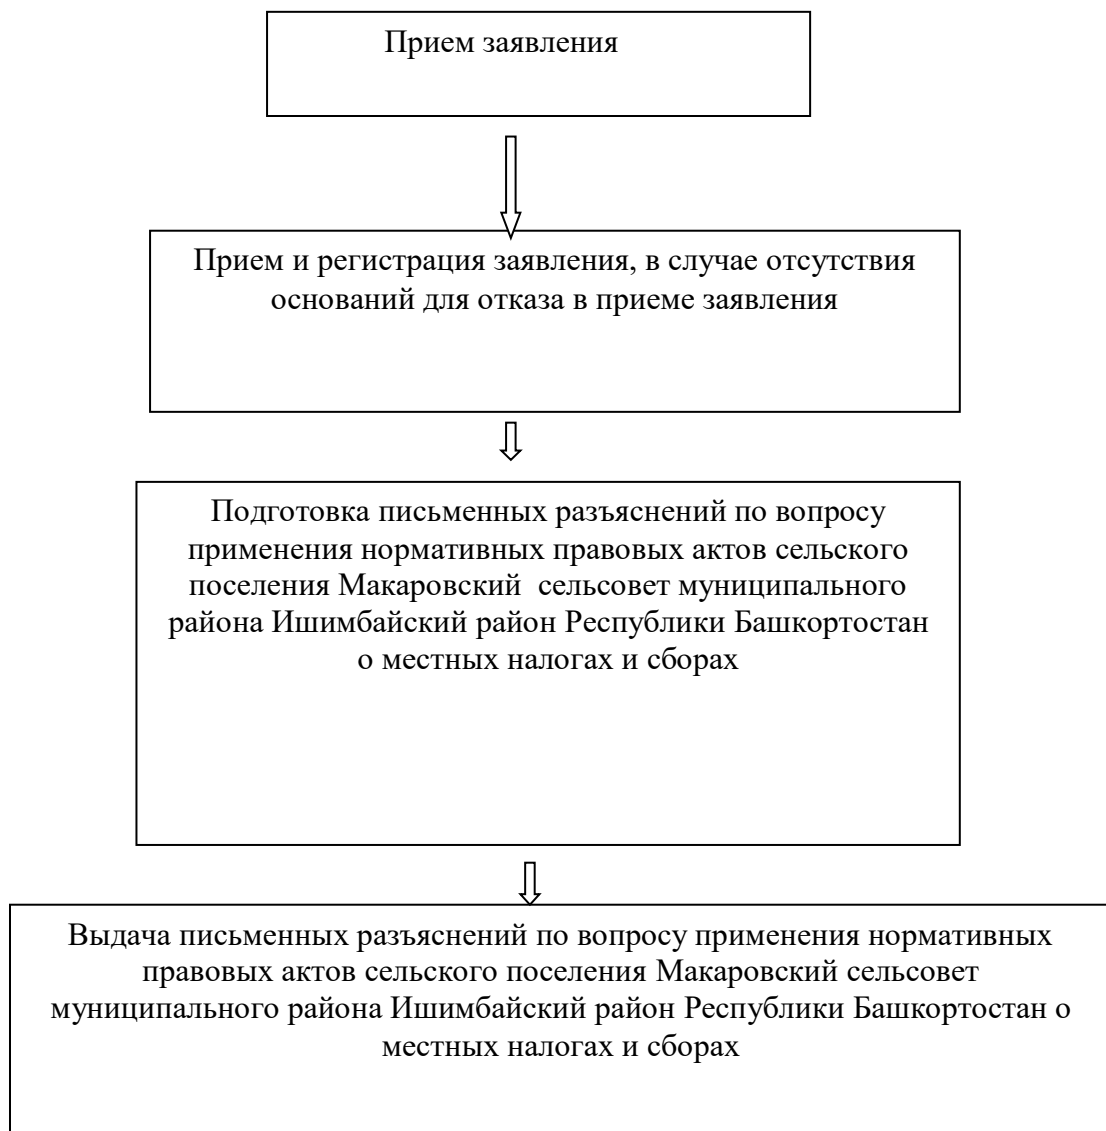 Прием заявления
Прием и регистрация заявления, в случае отсутствия
оснований для отказа в приеме заявления
Подготовка письменных разъяснений по вопросу
применения нормативных правовых актов сельского
поселения Макаровский  сельсовет муниципального
района Ишимбайский район Республики Башкортостан
о местных налогах и сборах
Выдача письменных разъяснений по вопросу применения нормативных
правовых актов сельского поселения Макаровский сельсовет
муниципального района Ишимбайский район Республики Башкортостан о
местных налогах и сборах